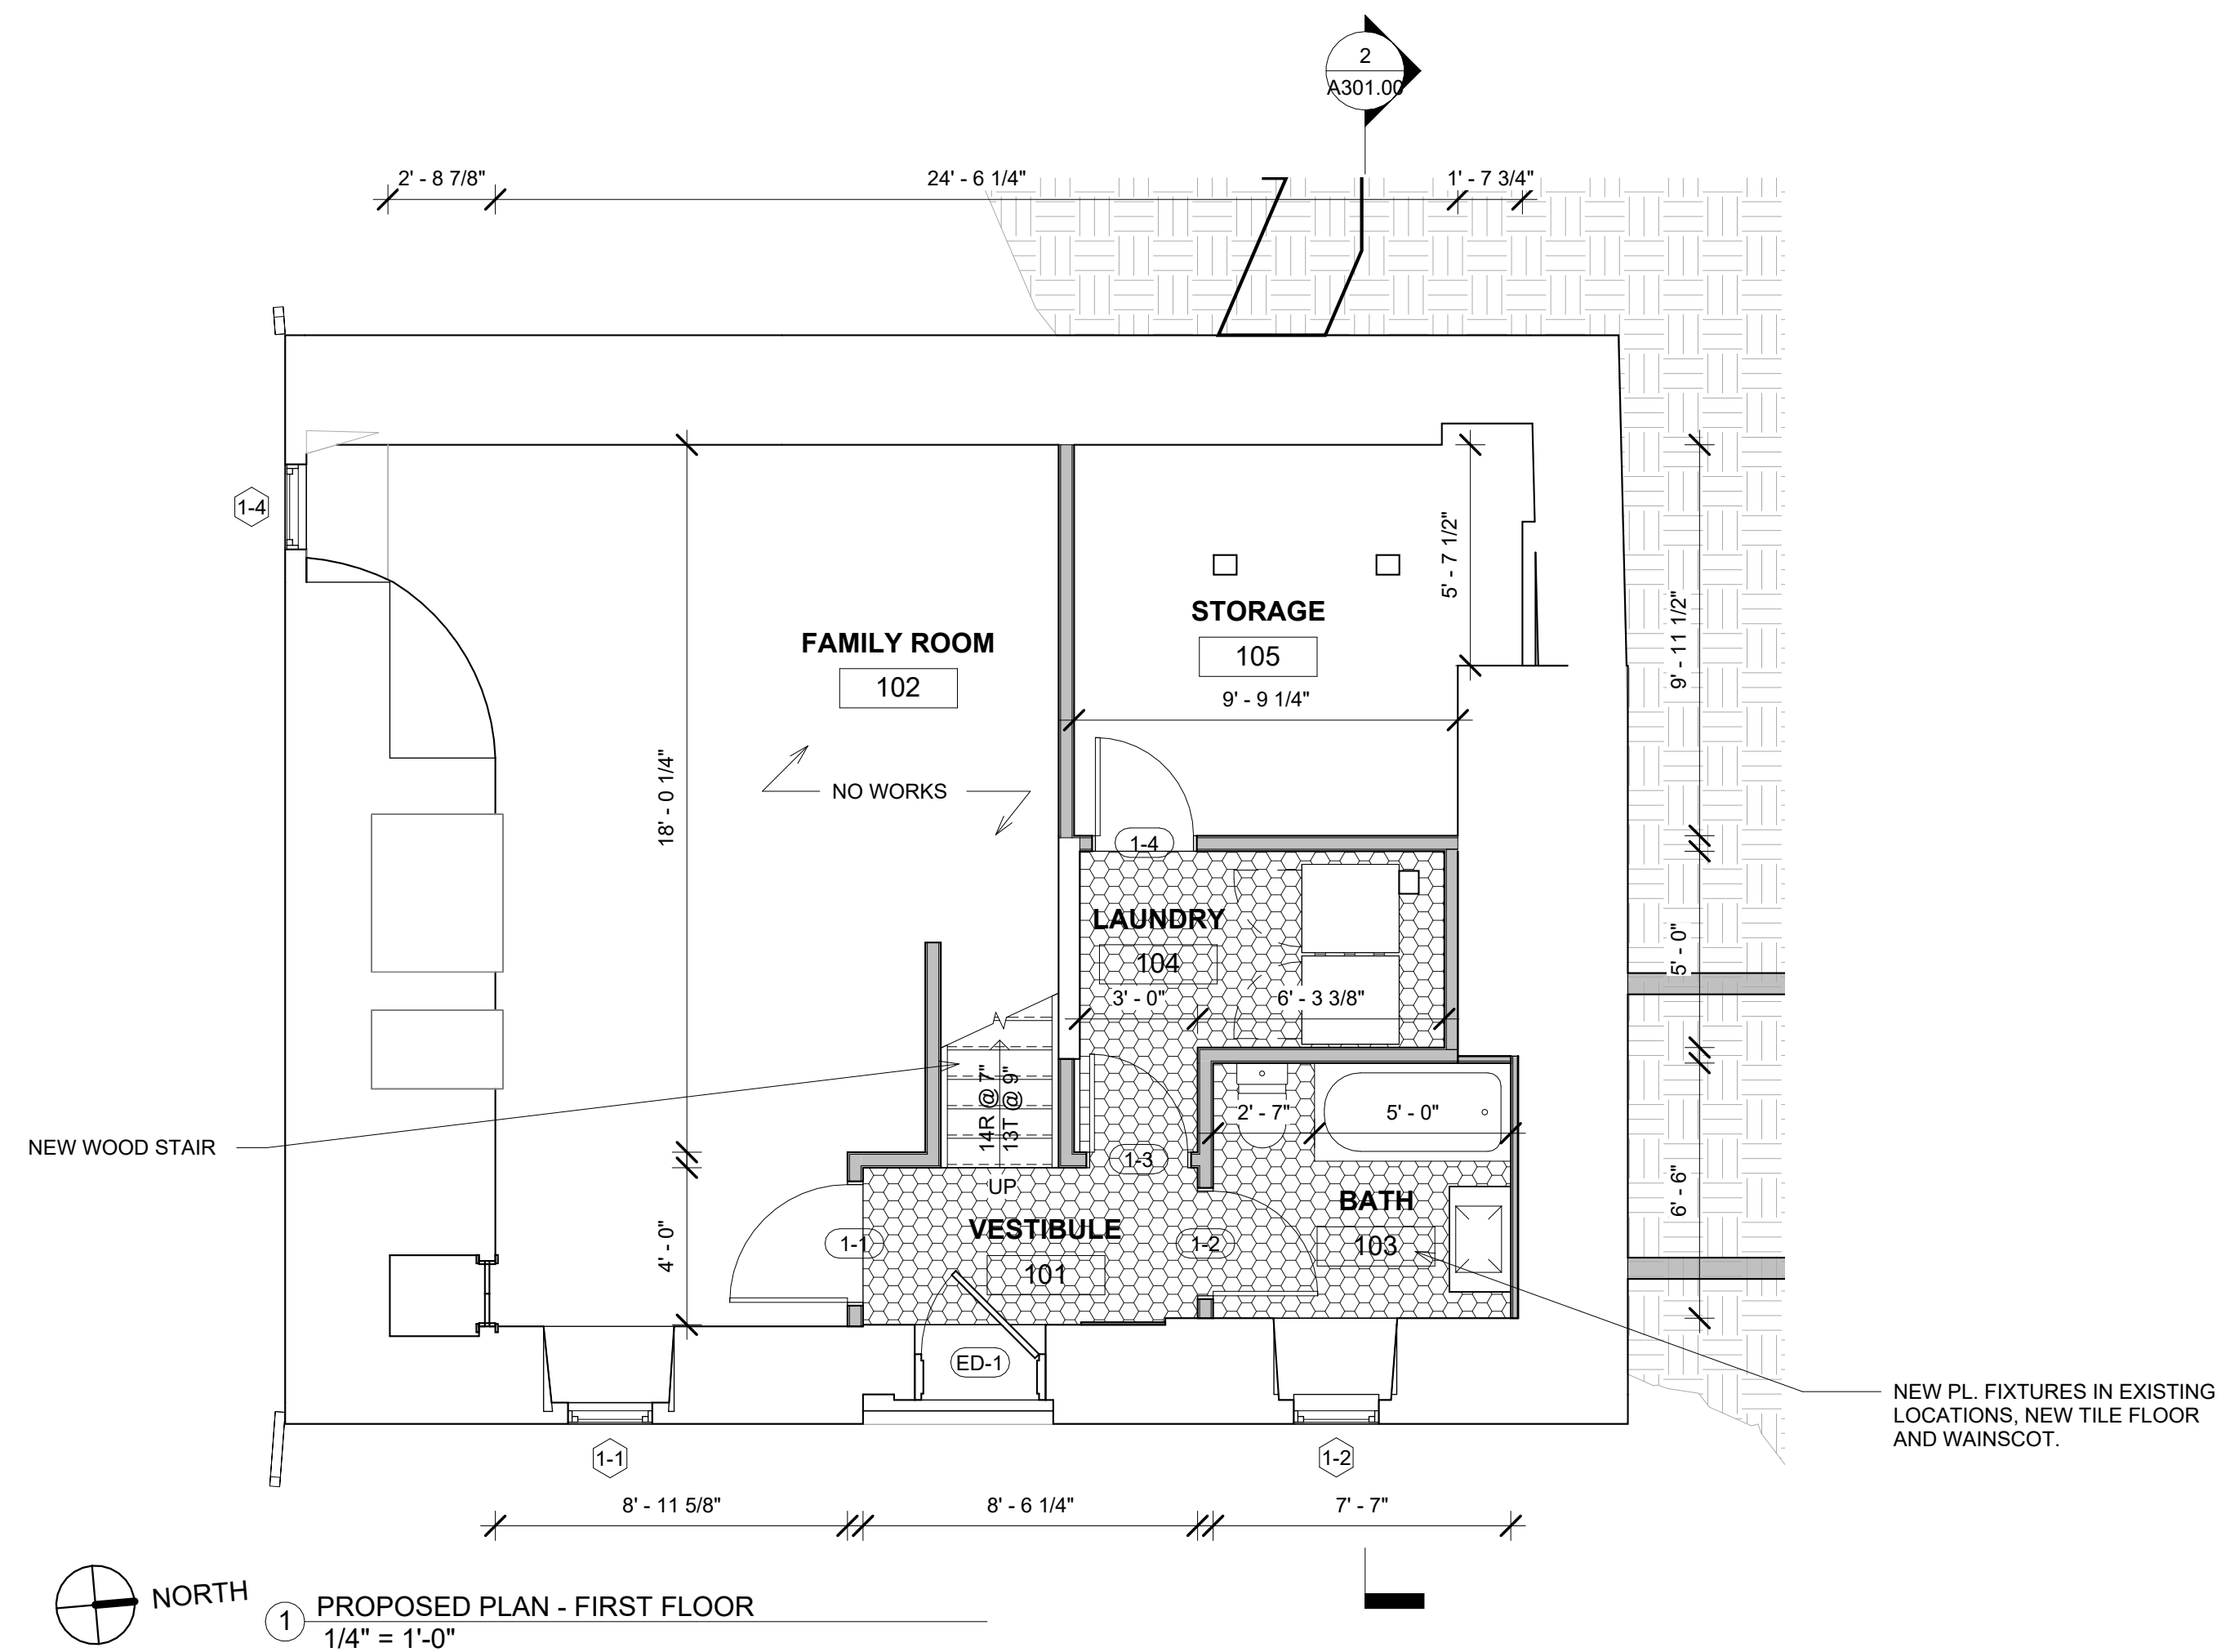 2
A301.00
2' - 8 7/8"
24' - 6 1/4"
1' - 7 3/4"
1-4
5' - 7 1/2"
9' - 11 1/2"
STORAGE
105
FAMILY ROOM
102
9' - 9 1/4"
18' - 0 1/4"
NO WORKS
1-4
LAUNDRY
104
5' - 0"
3' - 0"
6' - 3 3/8"
14R @ 7"
13T @ 9"
2' - 7"
5' - 0"
NEW WOOD STAIR
1-3
UP
6' - 6"
BATH
103
VESTIBULE
101
4' - 0"
1-1
1-2
ED-1
NEW PL. FIXTURES IN EXISTING
LOCATIONS, NEW TILE FLOOR
AND WAINSCOT.
1-1
1-2
8' - 11 5/8"
8' - 6 1/4"
7' - 7"
NORTH
1
PROPOSED PLAN - FIRST FLOOR
1/4" = 1'-0"